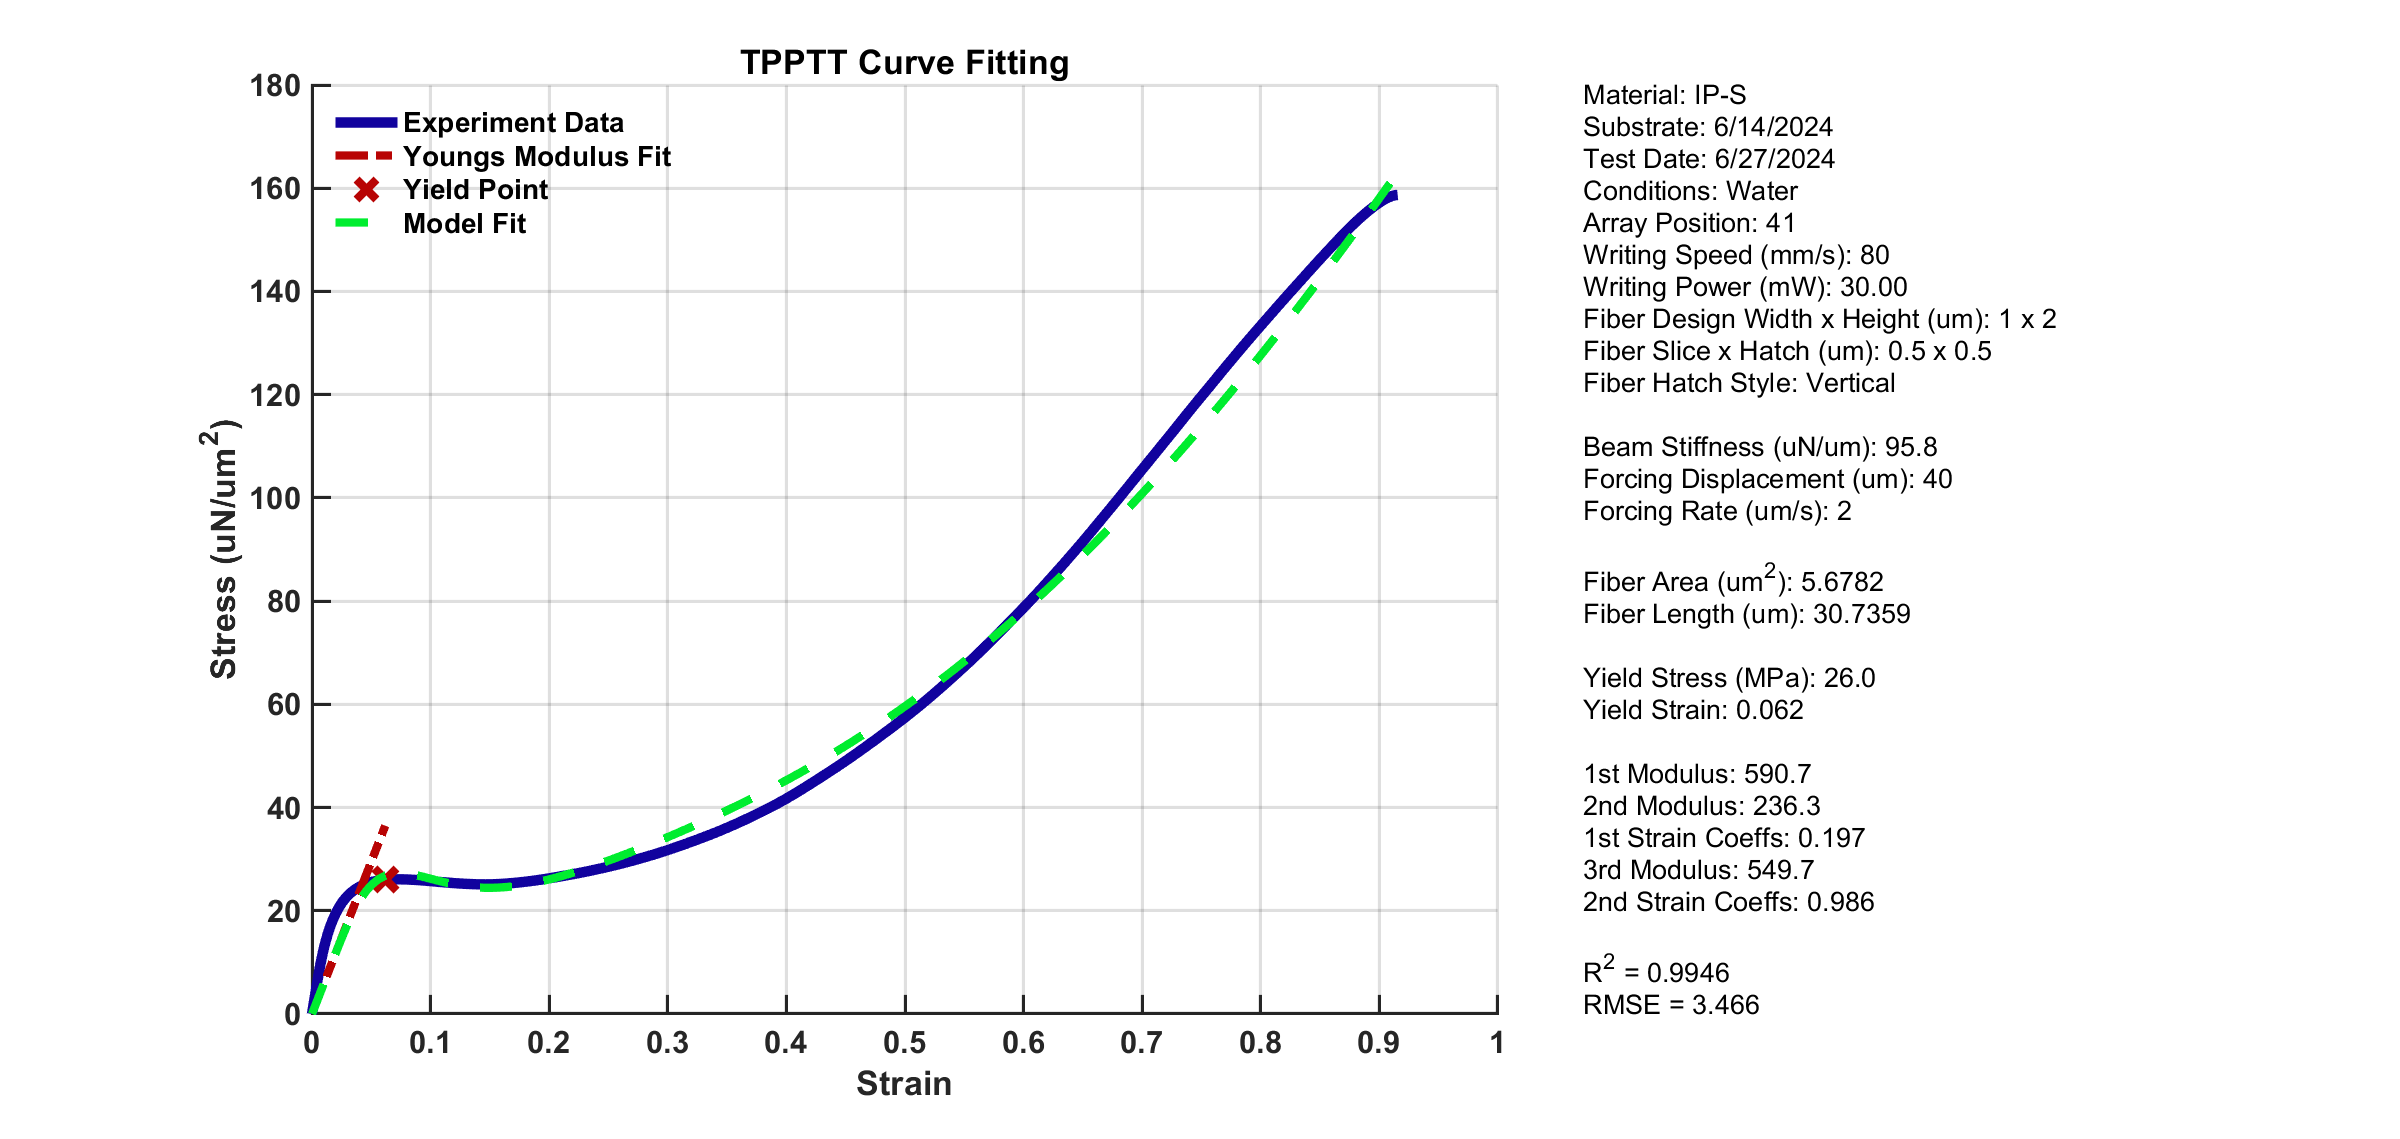 TPPTT Curve Fitting
180
160
140
120
100
80
60
40
20
0
Stress (uN/um²)
Experiment Data
Youngs Modulus Fit
Yield Point
Model Fit
0 0.1 0.2 0.3 0.4 0.5 0.6 0.7 0.8 0.9 1
Strain
Material: IP-S
Substrate: 6/14/2024
Test Date: 6/27/2024
Conditions: Water
Array Position: 41
Writing Speed (mm/s): 80
Writing Power (mW): 30.00
Fiber Design Width x Height (um): 1 x 2
Fiber Slice x Hatch (um): 0.5 x 0.5
Fiber Hatch Style: Vertical
Beam Stiffness (uN/um): 95.8
Forcing Displacement (um): 40
Forcing Rate (um/s): 2
Fiber Area (um²): 5.6782
Fiber Length (um): 30.7359
Yield Stress (MPa): 26.0
Yield Strain: 0.062
1st Modulus: 590.7
2nd Modulus: 236.3
1st Strain Coeffs: 0.197
3rd Modulus: 549.7
2nd Strain Coeffs: 0.986
R² = 0.9946
RMSE = 3.466